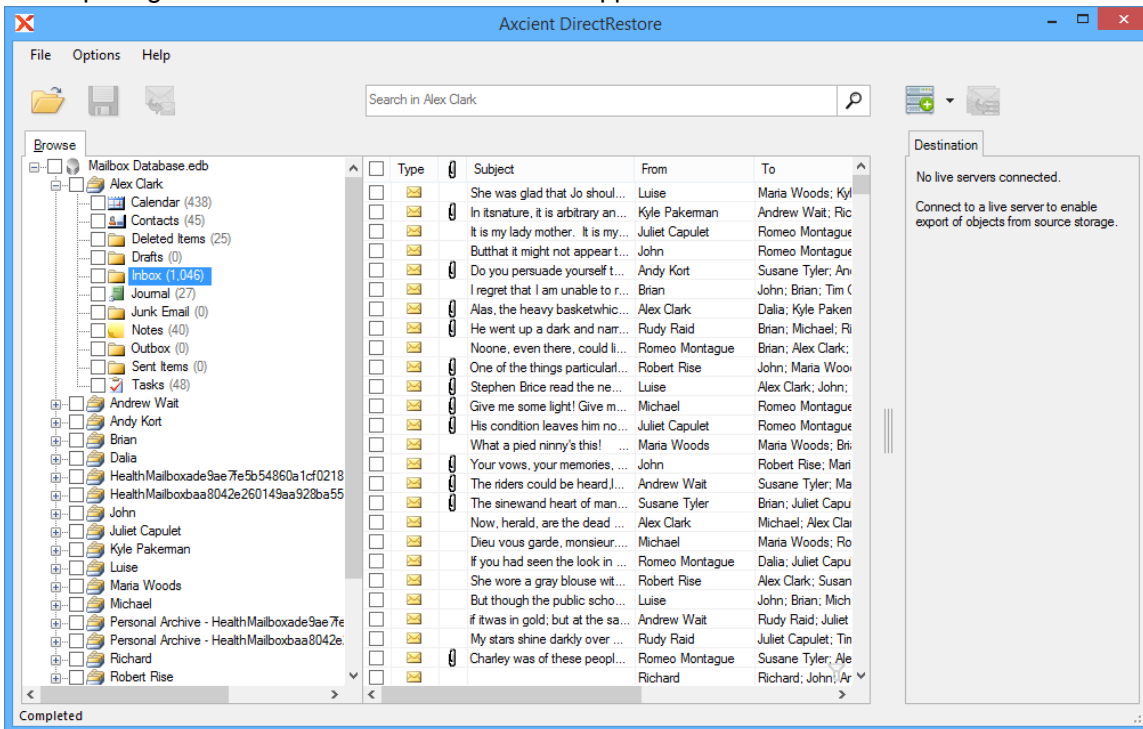 Axcient DirectRestore
File Options Help
Search in Alex Clark
Browse
Mailbox Database.edb
Alex Clark
Calendar (438)
Contacts (45)
Deleted Items (25)
Drafts (0)
Inbox (1,046)
Journal (27)
Junk Email (0)
Notes (40)
Outbox (0)
Sent Items (0)
Tasks (48)
Andrew Wait
Andy Kort
Brian
Dalia
HealthMailboxade9ae7fe5b54860a1cf0218
HealthMailboxbaa8042e260149aa928ba55
John
Juliet Capulet
Kyle Pakerman
Luise
Maria Woods
Michael
Personal Archive - HealthMailboxade9ae7fe
Personal Archive - HealthMailboxbaa8042e
Richard
Robert Rise
Type Subject From To
She was glad that Jo shoul... Luise Maria Woods; Kyl
In itsnature, it is arbitrary an... Kyle Pakerman Andrew Wait; Ric
It is my lady mother. It is my... Juliet Capulet Romeo Montague
Butthat it might not appear t... John Romeo Montague
Do you persuade yourself t... Andy Kort Susane Tyler; An
I regret that I am unable to r... Brian John; Brian; Tim
Alas, the heavy basketwhic... Alex Clark Dalia; Kyle Paker
He went up a dark and narr... Rudy Raid Brian; Michael; Ri
Noone, even there, could li... Romeo Montague Brian; Alex Clark;
One of the things particularl... Robert Rise John; Maria Woo
Stephen Brice read the ne... Luise Alex Clark; John;
Give me some light! Give m... Michael Romeo Montague
His condition leaves him no... Juliet Capulet Romeo Montague
What a pied ninny's this! ... Maria Woods Maria Woods; Bri
Your vows, your memories, ... John Robert Rise; Mari
The riders could be heard,I... Andrew Wait Susane Tyler; Ma
The sinewand heart of man... Susane Tyler Brian; Juliet Capu
Now, herald, are the dead ... Alex Clark Michael; Alex Cla
Dieu vous garde, monsieur.... Michael Maria Woods; Ro
If you had seen the look in ... Romeo Montague Dalia; Juliet Capu
She wore a gray blouse wit... Robert Rise Alex Clark; Susan
But though the public scho... Luise John; Brian; Mich
if itwas in gold; but at the sa... Andrew Wait Rudy Raid; Juliet
My stars shine darkly over ... Rudy Raid Juliet Capulet; Tim
Charley was of these peopl... Romeo Montague Susane Tyler; Ale
Richard Richard; John; Ar
Destination
No live servers connected.
Connect to a live server to enable
export of objects from source storage.
Completed